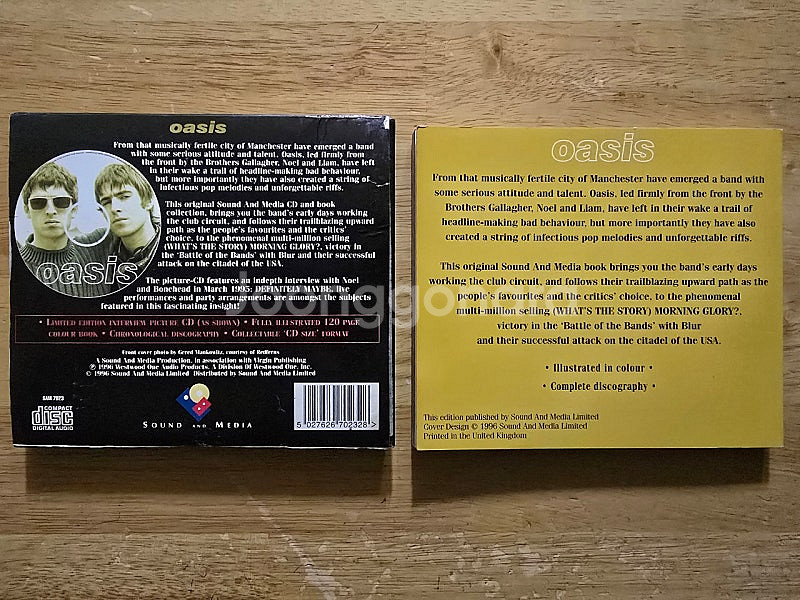 oasis
From that musically fertile city of Manchester have emerged a band
with some serious attitude and talent. Oasis, led firmly from
the front by the Brothers Gallagher, Noel and Liam, have left
in their wake a trail of headline-making bad behaviour,
but more importantly they have also created a string of
infectious pop melodies and unforgettable riffs.
This original Sound And Media CD and book
collection, brings you the band's early days working
the club circuit, and follows their trailblazing upward
path as the people's favourites and the critics'
choice, to the phenomenal multi-million selling
(WHAT'S THE STORY) MORNING GLORY?, victory in
the 'Battle of the Bands' with Blur and their successful
attack on the citadel of the USA.
oasis
The picture-CD features an indepth interview with Noel
and Bonehead in March 1995; DEFINITELY MAYBE, live
performances and party arrangements are amongst the subjects
featured in this fascinating insight!
• LIMITED EDITION INTERVIEW PICTURE CD (AS SHOWN) • FULLY ILLUSTRATED 120 PAGE
COLOUR BOOK • CHRONOLOGICAL DISCOGRAPHY • COLLECTABLE 'CD SIZE' FORMAT
Front cover photo by Gered Mankowitz, courtesy of Redferns
A Sound And Media Production, in association with Virgin Publishing
℗ 1996 Westwood One Audio Products. A Division Of Westwood One, Inc.
© 1996 Sound And Media Ltd Distributed by Sound And Media Ltd
SAM 7023
COMPACT
disc
DIGITAL AUDIO
SOUND AND MEDIA
5 027626 702328 >
oasis
From that musically fertile city of Manchester have emerged a band with
some serious attitude and talent. Oasis, led firmly from the front by the
Brothers Gallagher, Noel and Liam, have left in their wake a trail of
headline-making bad behaviour, but more importantly they have also
created a string of infectious pop melodies and unforgettable riffs.
This original Sound And Media book brings you the band's early days
working the club circuit, and follows their trailblazing upward path as the
people's favourites and the critics' choice, to the phenomenal
multi-million selling (WHAT'S THE STORY) MORNING GLORY?,
victory in the 'Battle of the Bands' with Blur
and their successful attack on the citadel of the USA.
• Illustrated in colour •
• Complete discography •
This edition published by Sound And Media Limited
Cover Design © 1996 Sound And Media Limited
Printed in the United Kingdom